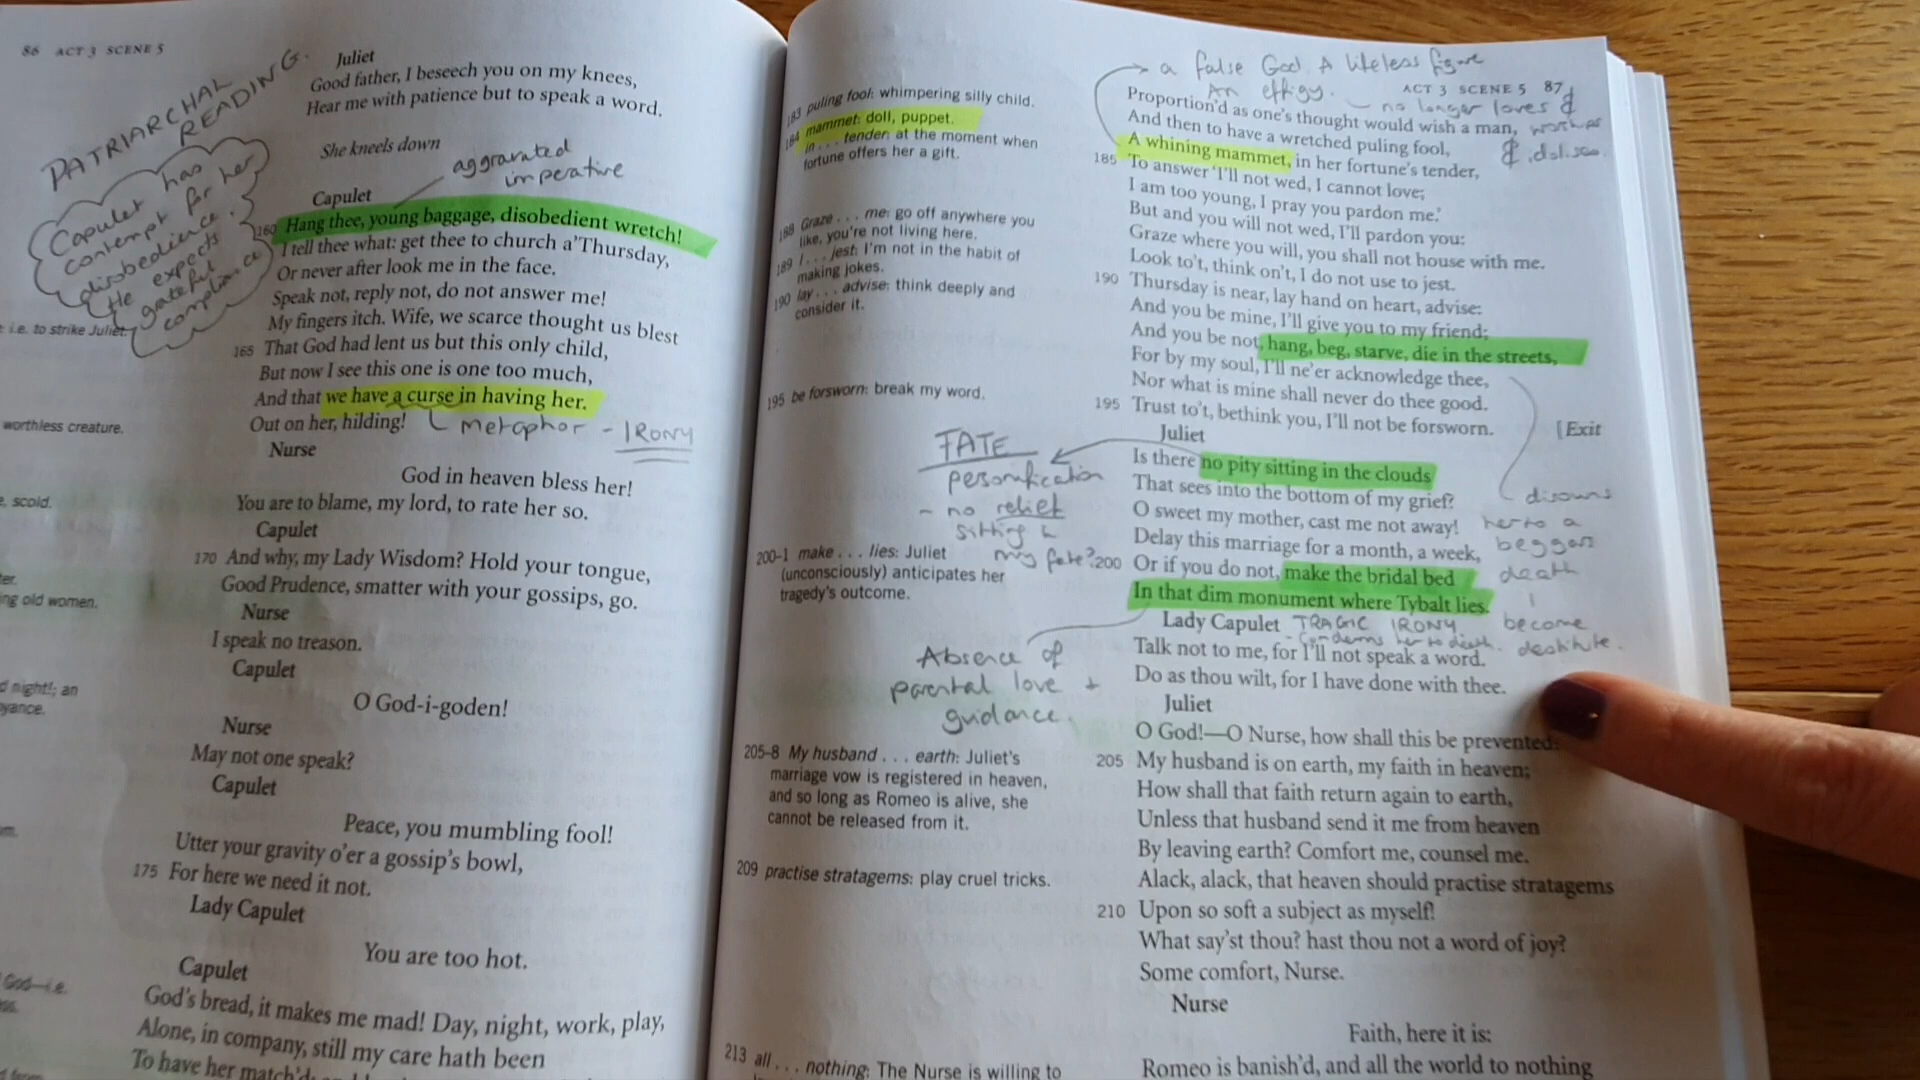 86 ACT 3 SCENE 5
PATRIARCHAL
READING.
Capulet has
contempt for her
disobedience.
He expects
grateful
compliance
: i.e. to strike Juliet.
worthless creature.
, scold.
ing old women.
d night!; an
God—i.e.
Juliet
Good father, I beseech you on my knees,
Hear me with patience but to speak a word.
She kneels down
aggravated
imperative
Capulet
160 Hang thee, young baggage, disobedient wretch!
I tell thee what: get thee to church a'Thursday,
Or never after look me in the face.
Speak not, reply not, do not answer me!
My fingers itch. Wife, we scarce thought us blest
165 That God had lent us but this only child,
But now I see this one is one too much,
And that we have a curse in having her.
Out on her, hilding!
metaphor - IRONY
Nurse
God in heaven bless her!
You are to blame, my lord, to rate her so.
Capulet
170 And why, my Lady Wisdom? Hold your tongue,
Good Prudence, smatter with your gossips, go.
Nurse
I speak no treason.
Capulet
O God-i-goden!
Nurse
May not one speak?
Capulet
Peace, you mumbling fool!
Utter your gravity o'er a gossip's bowl,
175 For here we need it not.
Lady Capulet
You are too hot.
Capulet
God's bread, it makes me mad! Day, night, work, play,
Alone, in company, still my care hath been
To have her match'd;
183 puling fool: whimpering silly child.
184 mammet: doll, puppet.
in . . . tender: at the moment when
fortune offers her a gift.
188 Graze . . . me: go off anywhere you
like, you're not living here.
189 I . . . jest: I'm not in the habit of
making jokes.
190 lay . . . advise: think deeply and
consider it.
195 be forsworn: break my word.
FATE
personification
- no relief
sitting
my fate?
200-1 make . . . lies: Juliet
(unconsciously) anticipates her
tragedy's outcome.
Absence of
parental love +
guidance.
205–8 My husband . . . earth: Juliet's
marriage vow is registered in heaven,
and so long as Romeo is alive, she
cannot be released from it.
209 practise stratagems: play cruel tricks.
213 all . . . nothing: The Nurse is willing to
a false God. A lifeless figure
An effigy.
- no longer loves &
worships
& idolises.
ACT 3 SCENE 5 87
Proportion'd as one's thought would wish a man,
And then to have a wretched puling fool,
A whining mammet, in her fortune's tender,
185 To answer 'I'll not wed, I cannot love;
I am too young, I pray you pardon me.'
But and you will not wed, I'll pardon you:
Graze where you will, you shall not house with me.
Look to't, think on't, I do not use to jest.
190 Thursday is near, lay hand on heart, advise:
And you be mine, I'll give you to my friend;
And you be not, hang, beg, starve, die in the streets,
For by my soul, I'll ne'er acknowledge thee,
Nor what is mine shall never do thee good.
195 Trust to't, bethink you, I'll not be forsworn.
[Exit
Juliet
Is there no pity sitting in the clouds
That sees into the bottom of my grief?
O sweet my mother, cast me not away!
Delay this marriage for a month, a week,
200 Or if you do not, make the bridal bed
In that dim monument where Tybalt lies.
disowns
her to a
beggars
death
become
destitute.
Lady Capulet
TRAGIC IRONY
- Condemns her to death.
Talk not to me, for I'll not speak a word.
Do as thou wilt, for I have done with thee.
Juliet
O God!—O Nurse, how shall this be prevented?
205 My husband is on earth, my faith in heaven;
How shall that faith return again to earth,
Unless that husband send it me from heaven
By leaving earth? Comfort me, counsel me.
Alack, alack, that heaven should practise stratagems
210 Upon so soft a subject as myself!
What say'st thou? hast thou not a word of joy?
Some comfort, Nurse.
Nurse
Faith, here it is:
Romeo is banish'd, and all the world to nothing